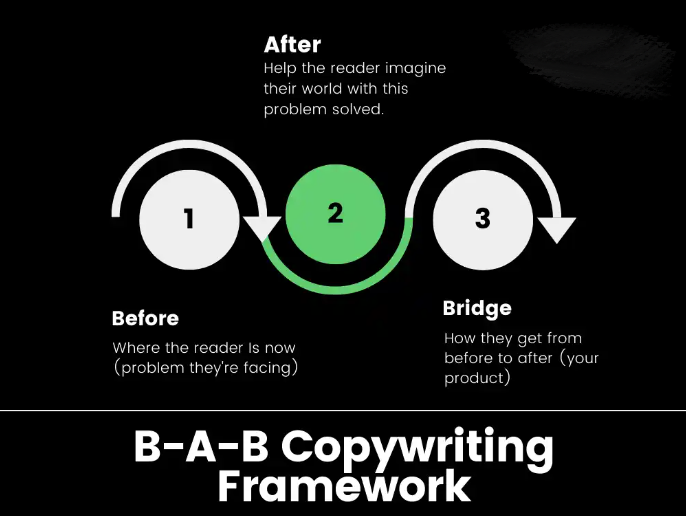 After
Help the reader imagine
their world with this
problem solved.
1
2
3
Before
Where the reader Is now
(problem they're facing)
Bridge
How they get from
before to after (your
product)
B-A-B Copywriting
Framework